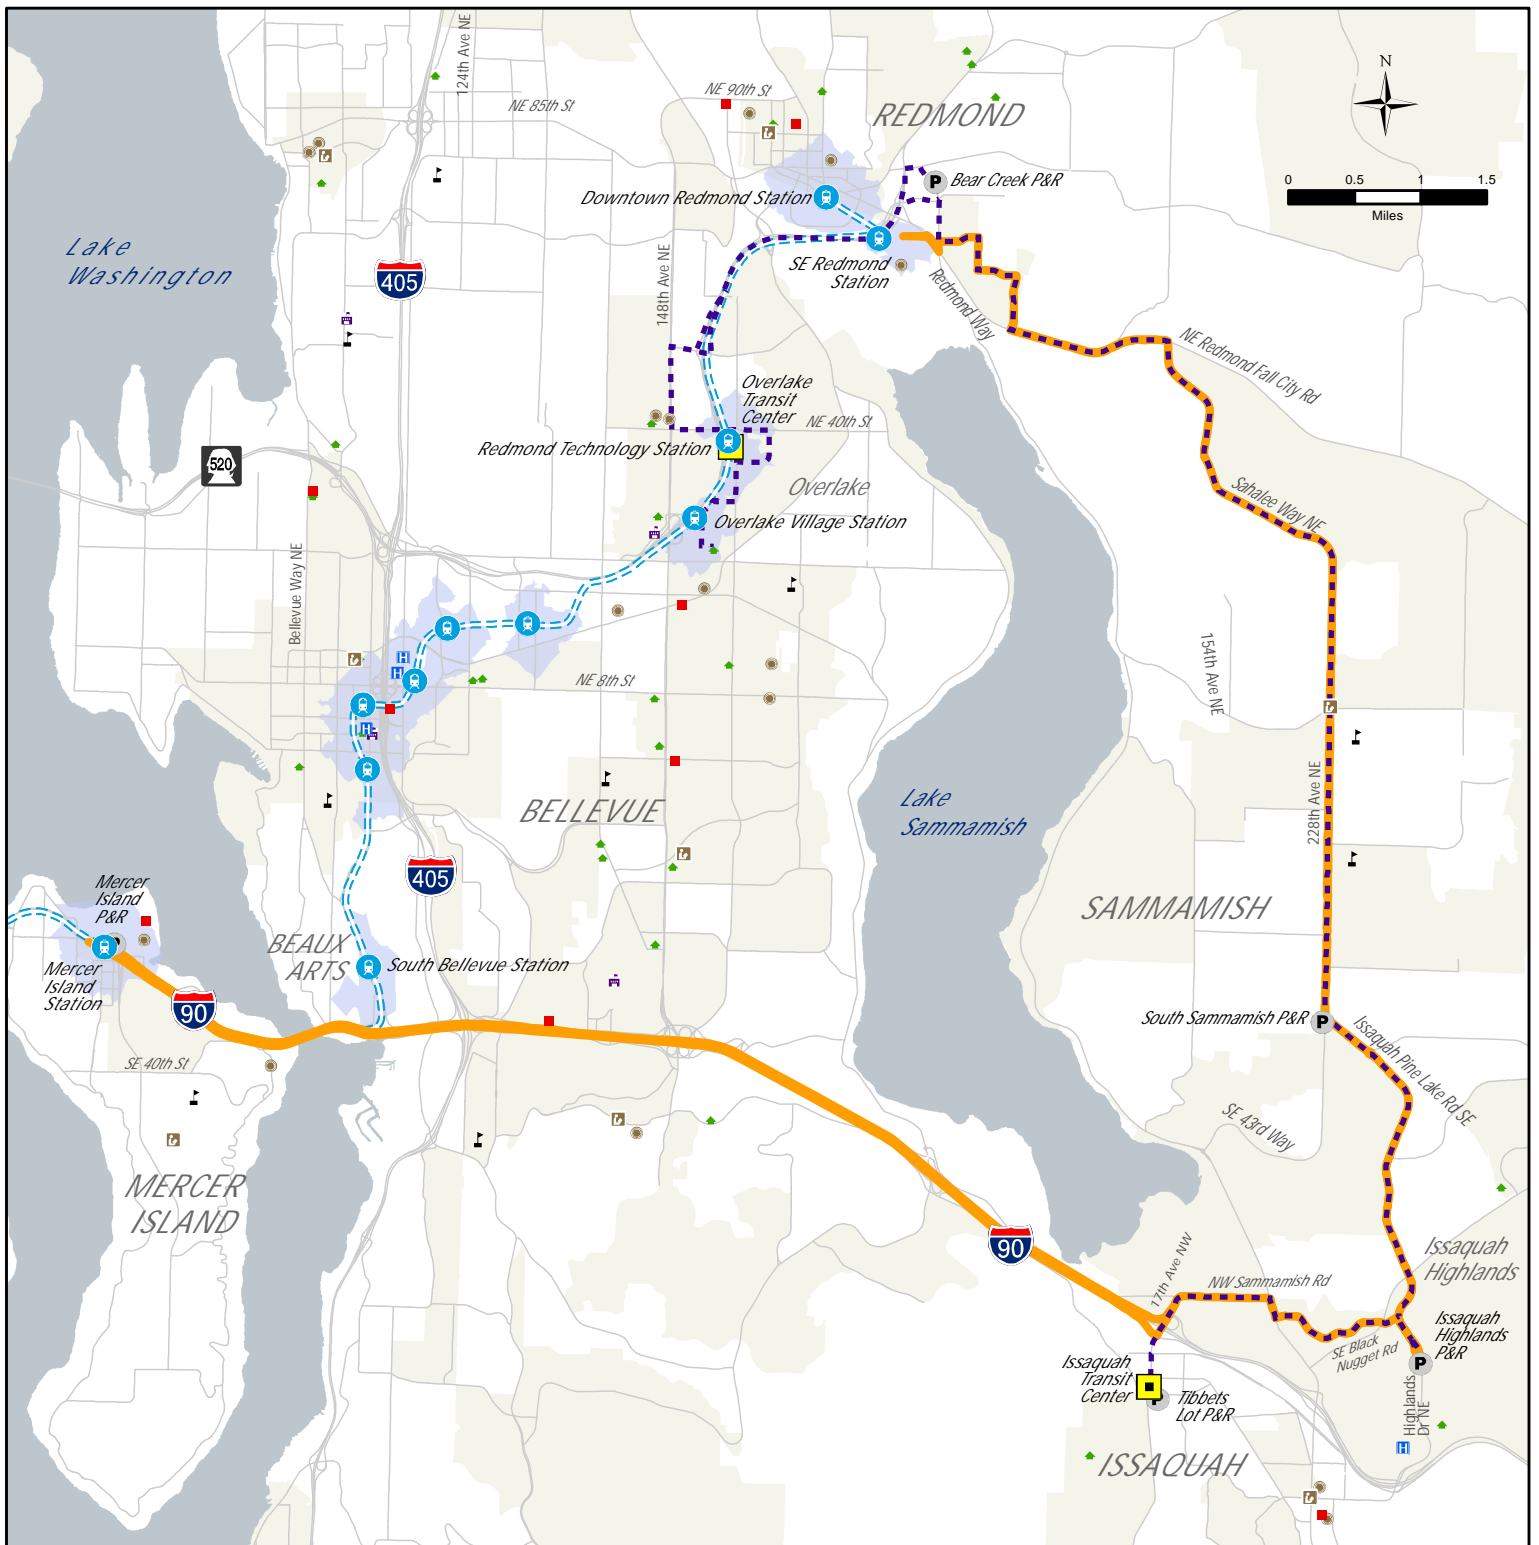 124th Ave NE
NE 85th St
NE 90th St
REDMOND
N
0 0.5 1 1.5
Miles
P
Bear Creek P&R
Downtown Redmond Station
Lake
Washington
405
148th Ave NE
SE Redmond
Station
Redmond Way
NE Redmond Fall City Rd
Overlake
Transit
Center
NE 40th St
Redmond Technology Station
520
Overlake
Sahalee Way NE
Overlake Village Station
Bellevue Way NE
H
H
NE 8th St
154th Ave NE
H
228th Ave NE
BELLEVUE
Lake
Sammamish
405
Mercer
Island
P&R
SAMMAMISH
BEAUX
ARTS
South Bellevue Station
Mercer
Island
Station
90
South Sammamish P&R
P
Issaquah Pine Lake Rd SE
SE 40th St
SE 43rd Way
MERCER
ISLAND
90
17th Ave NW
NW Sammamish Rd
Issaquah
Highlands
SE Black
Nugget Rd
Issaquah
Highlands
P&R
P
Issaquah
Transit
Center
P
Tibbets
Lot P&R
Highlands
Dr NE
H
ISSAQUAH